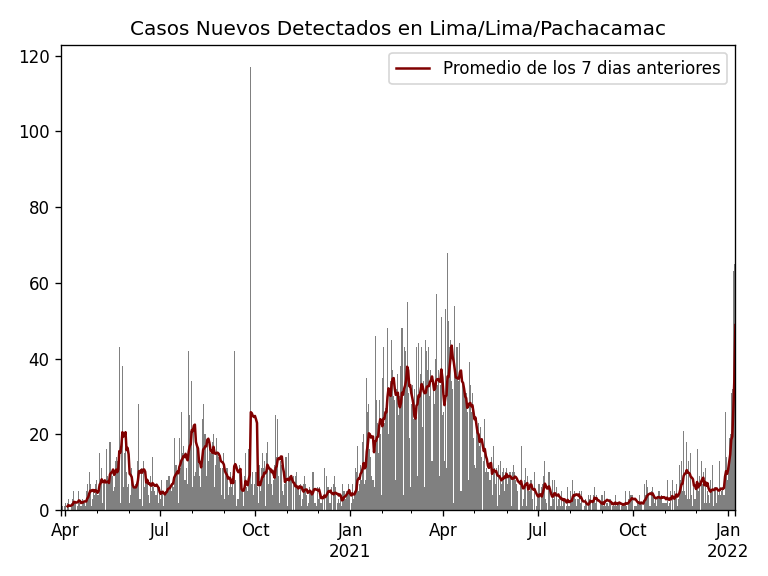 Casos Nuevos Detectados en Lima/Lima/Pachacamac
Promedio de los 7 dias anteriores
120
100
80
60
40
20
0
Apr Jul Oct Jan Apr Jul Oct Jan
2021 2022